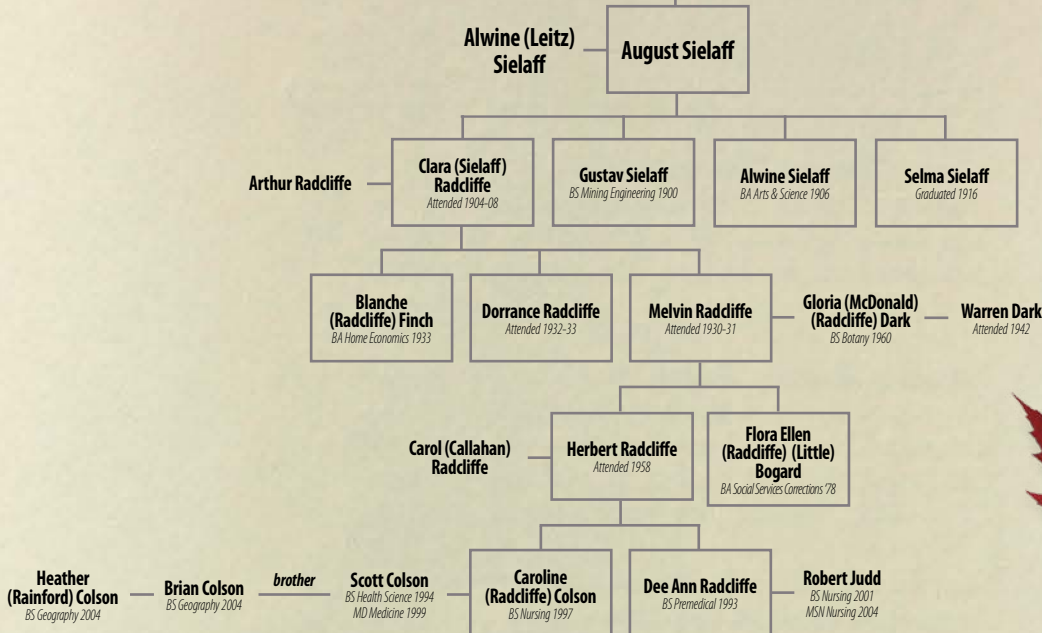 Alwine (Leitz)
Sielaff
August Sielaff
Arthur Radcliffe
Clara (Sielaff)
Radcliffe
Attended 1904-08
Gustav Sielaff
BS Mining Engineering 1900
Alwine Sielaff
BA Arts & Science 1906
Selma Sielaff
Graduated 1916
Blanche
(Radcliffe) Finch
BA Home Economics 1933
Dorrance Radcliffe
Attended 1932-33
Melvin Radcliffe
Attended 1930-31
Gloria (McDonald)
(Radcliffe) Dark
BS Botany 1960
Warren Dark
Attended 1942
Carol (Callahan)
Radcliffe
Herbert Radcliffe
Attended 1958
Flora Ellen
(Radcliffe) (Little)
Bogard
BA Social Services Corrections '78
Heather
(Rainford) Colson
BS Geography 2004
Brian Colson
BS Geography 2004
brother
Scott Colson
BS Health Science 1994
MD Medicine 1999
Caroline
(Radcliffe) Colson
BS Nursing 1997
Dee Ann Radcliffe
BS Premedical 1993
Robert Judd
BS Nursing 2001
MSN Nursing 2004